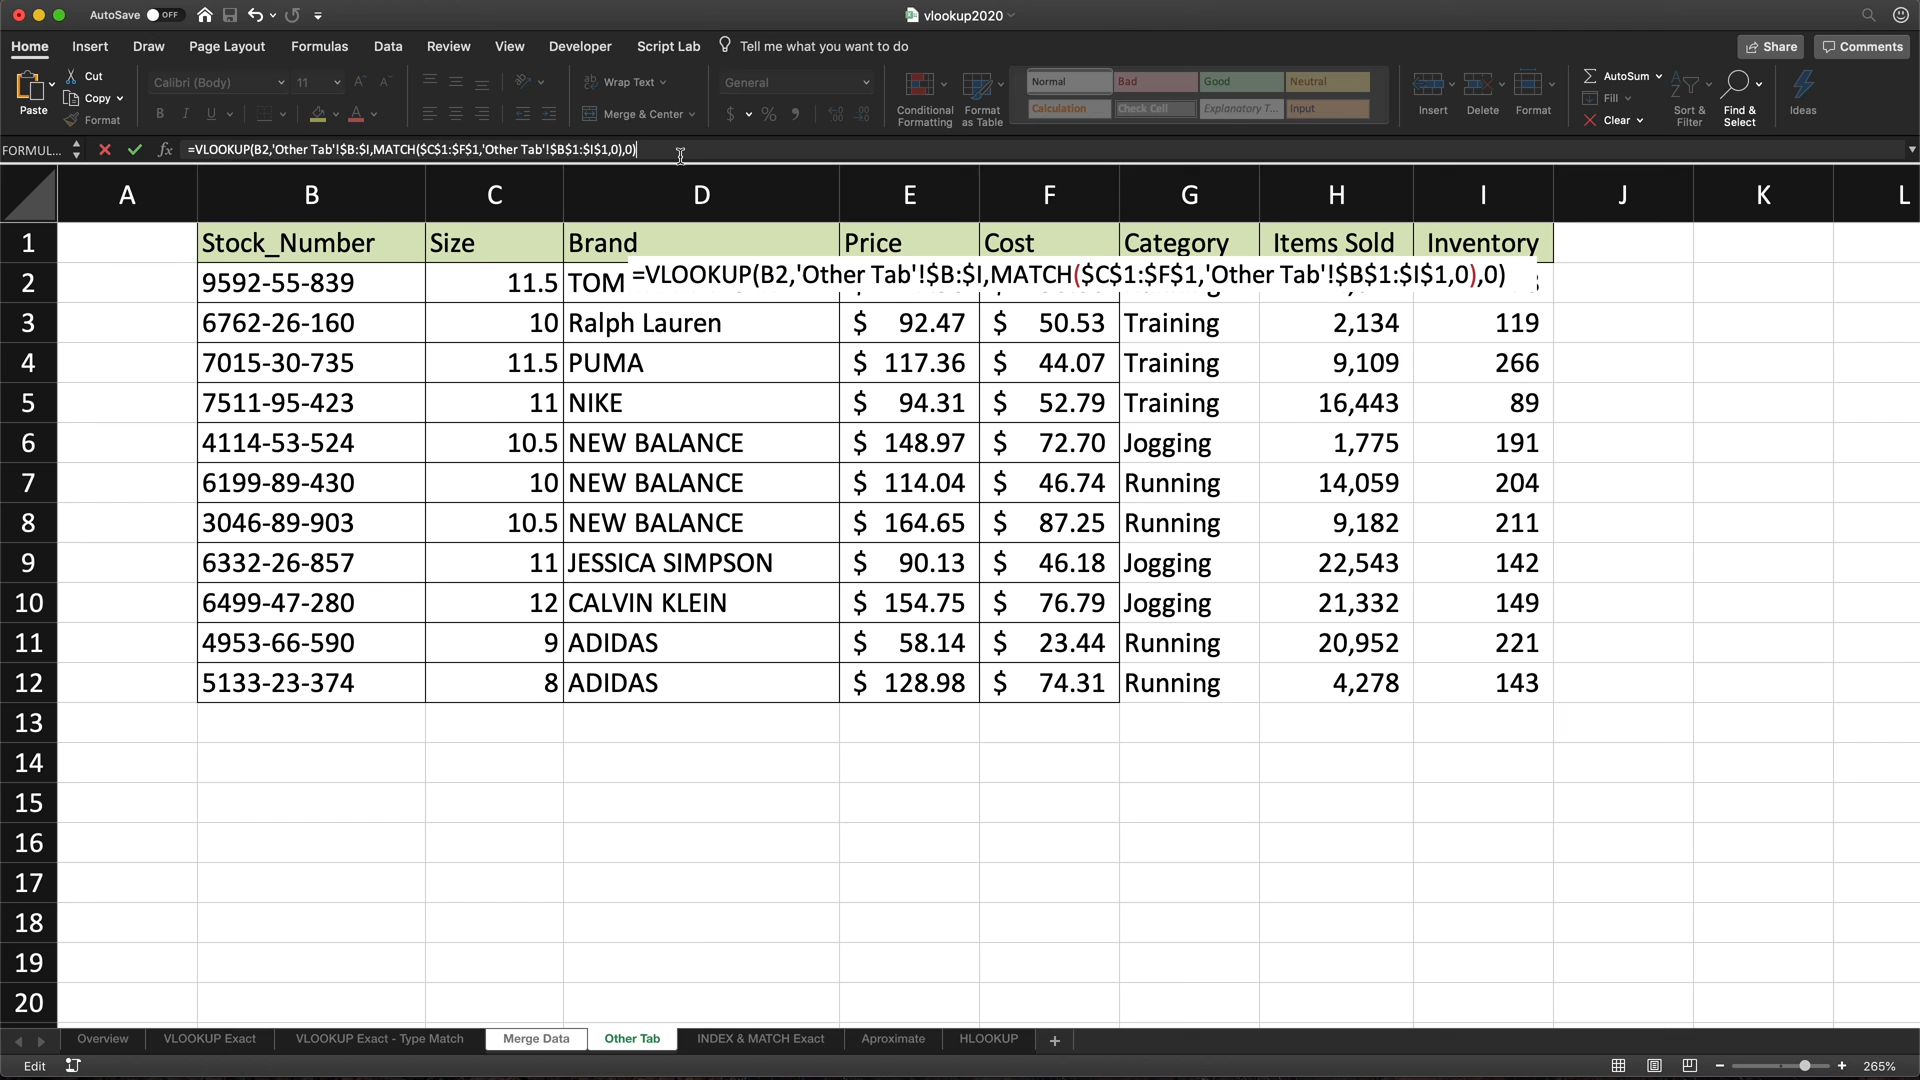 AutoSave OFF
vlookup2020
Home Insert Draw Page Layout Formulas Data Review View Developer Script Lab Tell me what you want to do Share Comments
Paste
Cut
Copy
Format
Calibri (Body) 11
B I U
Wrap Text
Merge & Center
General
$ %
Conditional Formatting
Format as Table
Normal Bad Good Neutral
Calculation Check Cell Explanatory T... Input
Insert Delete Format
AutoSum
Fill
Clear
Sort & Filter
Find & Select
Ideas
FORMUL... fx =VLOOKUP(B2,'Other Tab'!$B:$I,MATCH($C$1:$F$1,'Other Tab'!$B$1:$I$1,0),0)
A B C D E F G H I J K L
1 Stock_Number Size Brand Price Cost Category Items Sold Inventory
2 9592-55-839 11.5 TOM
=VLOOKUP(B2,'Other Tab'!$B:$I,MATCH($C$1:$F$1,'Other Tab'!$B$1:$I$1,0),0)
3 6762-26-160 10 Ralph Lauren $ 92.47 $ 50.53 Training 2,134 119
4 7015-30-735 11.5 PUMA $ 117.36 $ 44.07 Training 9,109 266
5 7511-95-423 11 NIKE $ 94.31 $ 52.79 Training 16,443 89
6 4114-53-524 10.5 NEW BALANCE $ 148.97 $ 72.70 Jogging 1,775 191
7 6199-89-430 10 NEW BALANCE $ 114.04 $ 46.74 Running 14,059 204
8 3046-89-903 10.5 NEW BALANCE $ 164.65 $ 87.25 Running 9,182 211
9 6332-26-857 11 JESSICA SIMPSON $ 90.13 $ 46.18 Jogging 22,543 142
10 6499-47-280 12 CALVIN KLEIN $ 154.75 $ 76.79 Jogging 21,332 149
11 4953-66-590 9 ADIDAS $ 58.14 $ 23.44 Running 20,952 221
12 5133-23-374 8 ADIDAS $ 128.98 $ 74.31 Running 4,278 143
13
14
15
16
17
18
19
20
Overview VLOOKUP Exact VLOOKUP Exact - Type Match Merge Data Other Tab INDEX & MATCH Exact Aproximate HLOOKUP +
Edit 265%